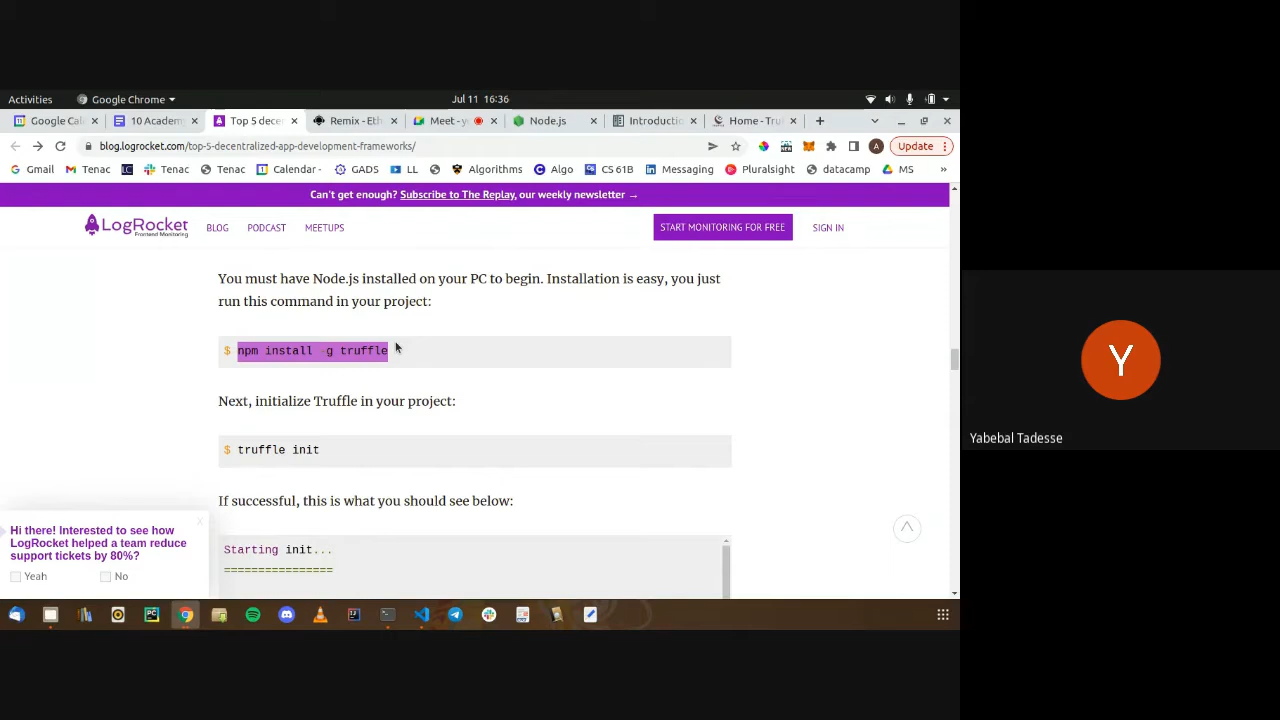 Activities
Google Chrome
Jul 11 16:36
Google Cal
10 Academ
Top 5 dece
Remix - Eth
Meet - y
Node.js
Introductio
Home - Tru
blog.logrocket.com/top-5-decentralized-app-development-frameworks/
A
Update
Gmail
Tenac
LC
Tenac
Tenac
Calendar -
GADS
LL
Algorithms
Algo
CS 61B
Messaging
Pluralsight
datacamp
MS
»
Can't get enough? Subscribe to The Replay, our weekly newsletter →
LogRocket
Frontend Monitoring
BLOG
PODCAST
MEETUPS
START MONITORING FOR FREE
SIGN IN
You must have Node.js installed on your PC to begin. Installation is easy, you just
run this command in your project:
$ npm install -g truffle
Next, initialize Truffle in your project:
$ truffle init
If successful, this is what you should see below:
Starting init...
================
Hi there! Interested to see how
LogRocket helped a team reduce
support tickets by 80%?
X
Yeah
No
Y
Yabebal Tadesse